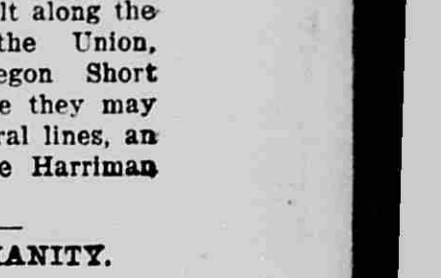 lt along the
the Union,
egon Short
e they may
ral lines, an
e Harriman
ANITY.